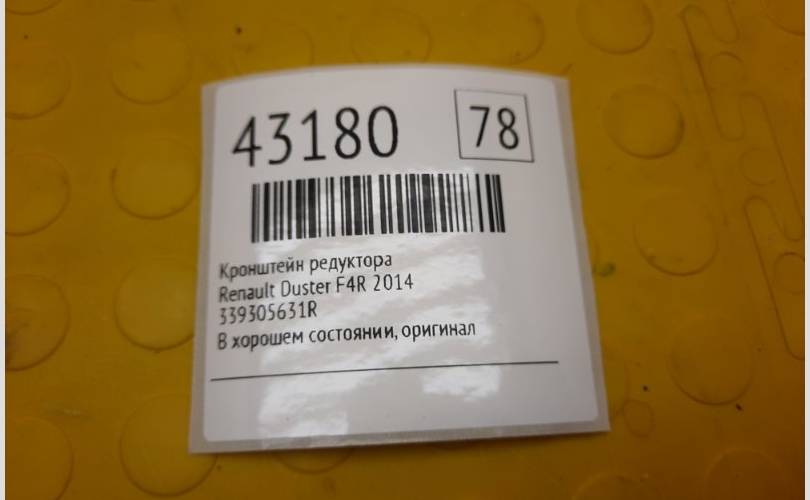 43180
78
Кронштейн редуктора
Renault Duster F4R 2014
339305631R
В хорошем состоянии, оригинал